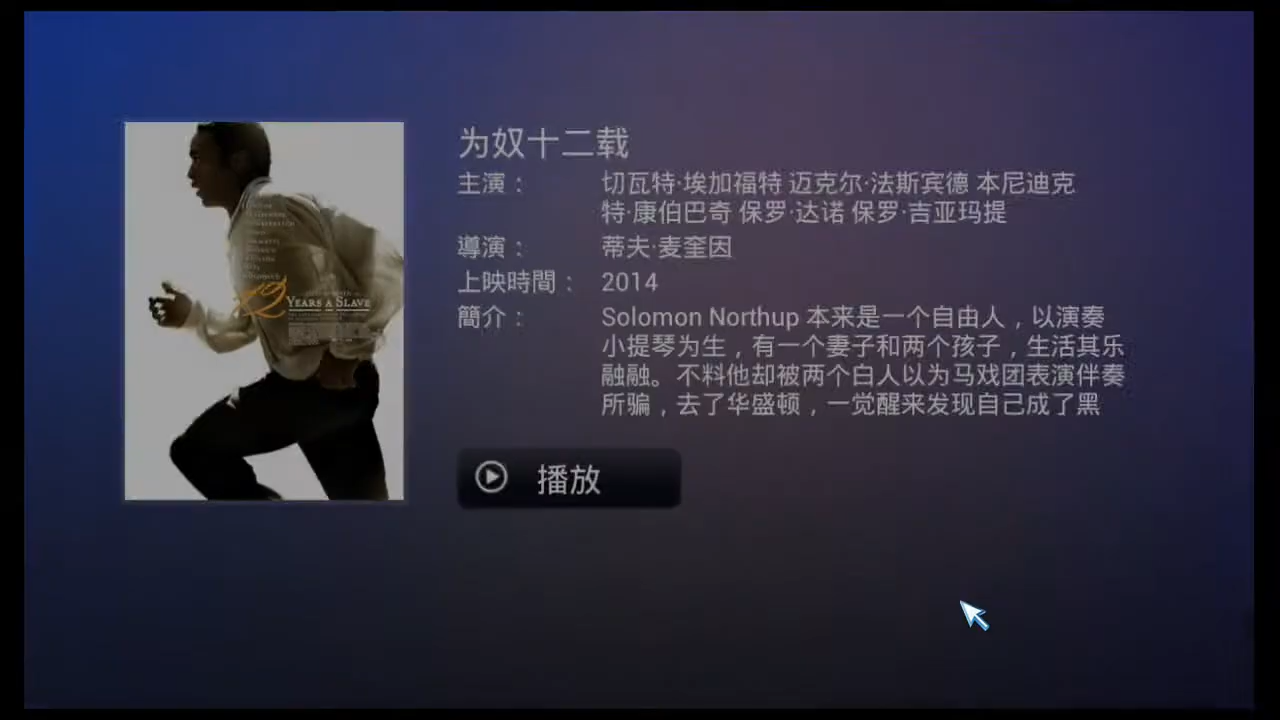 为奴十二载
主演：
切瓦特·埃加福特 迈克尔·法斯宾德 本尼迪克
特·康伯巴奇 保罗·达诺 保罗·吉亚玛提
導演：
蒂夫·麦奎因
上映時間：
2014
簡介：
Solomon Northup 本来是一个自由人，以演奏
小提琴为生，有一个妻子和两个孩子，生活其乐
融融。不料他却被两个白人以为马戏团表演伴奏
所骗，去了华盛顿，一觉醒来发现自己成了黑
12
YEARS A SLAVE
播放